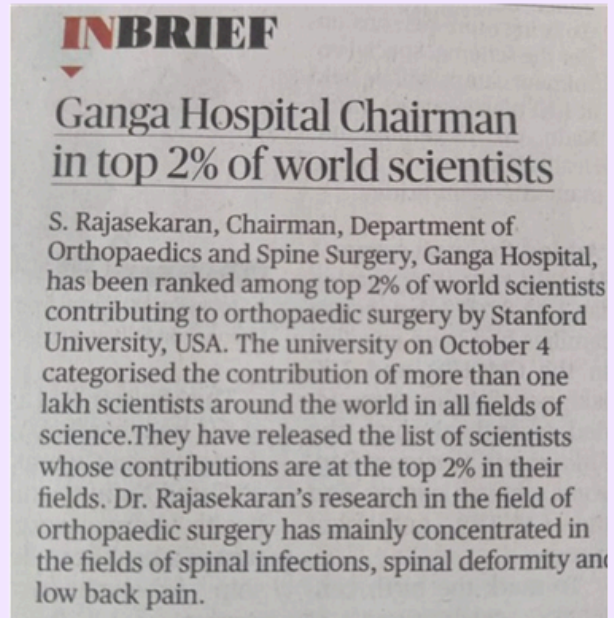 INBRIEF
Ganga Hospital Chairman
in top 2% of world scientists
S. Rajasekaran, Chairman, Department of
Orthopaedics and Spine Surgery, Ganga Hospital,
has been ranked among top 2% of world scientists
contributing to orthopaedic surgery by Stanford
University, USA. The university on October 4
categorised the contribution of more than one
lakh scientists around the world in all fields of
science.They have released the list of scientists
whose contributions are at the top 2% in their
fields. Dr. Rajasekaran’s research in the field of
orthopaedic surgery has mainly concentrated in
the fields of spinal infections, spinal deformity and
low back pain.